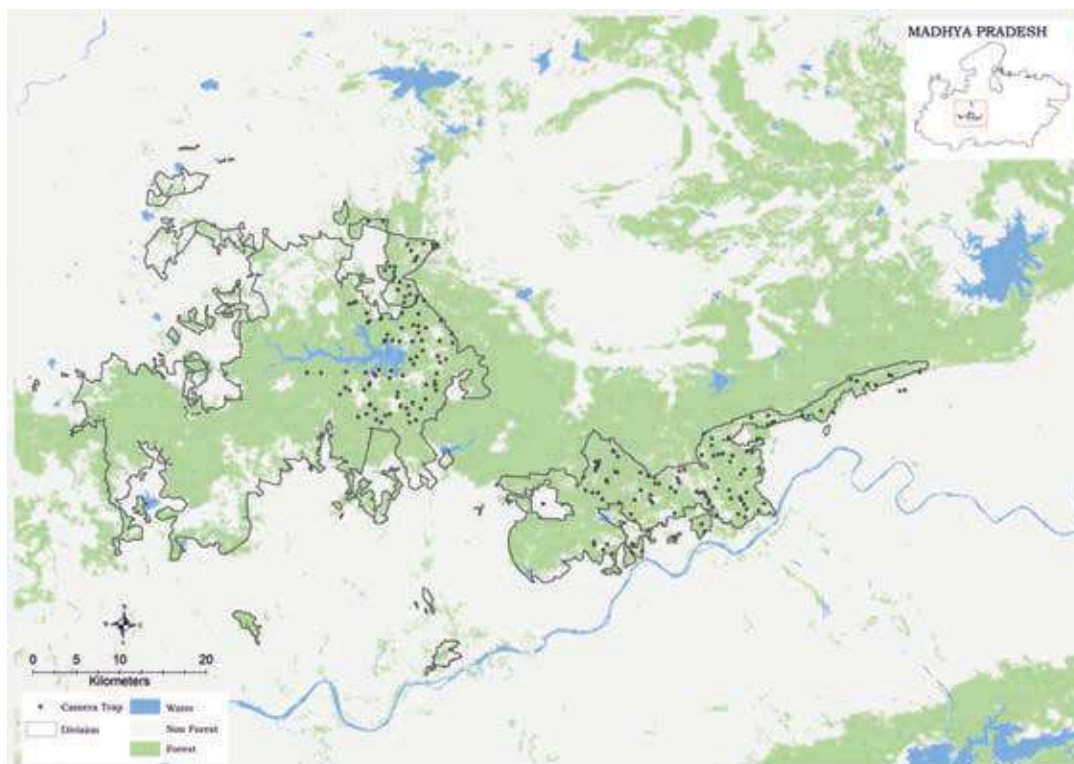 MADHYA PRADESH
0 5 10 20
Kilometers
Camera Trap
Division
Water
Non Forest
Forest